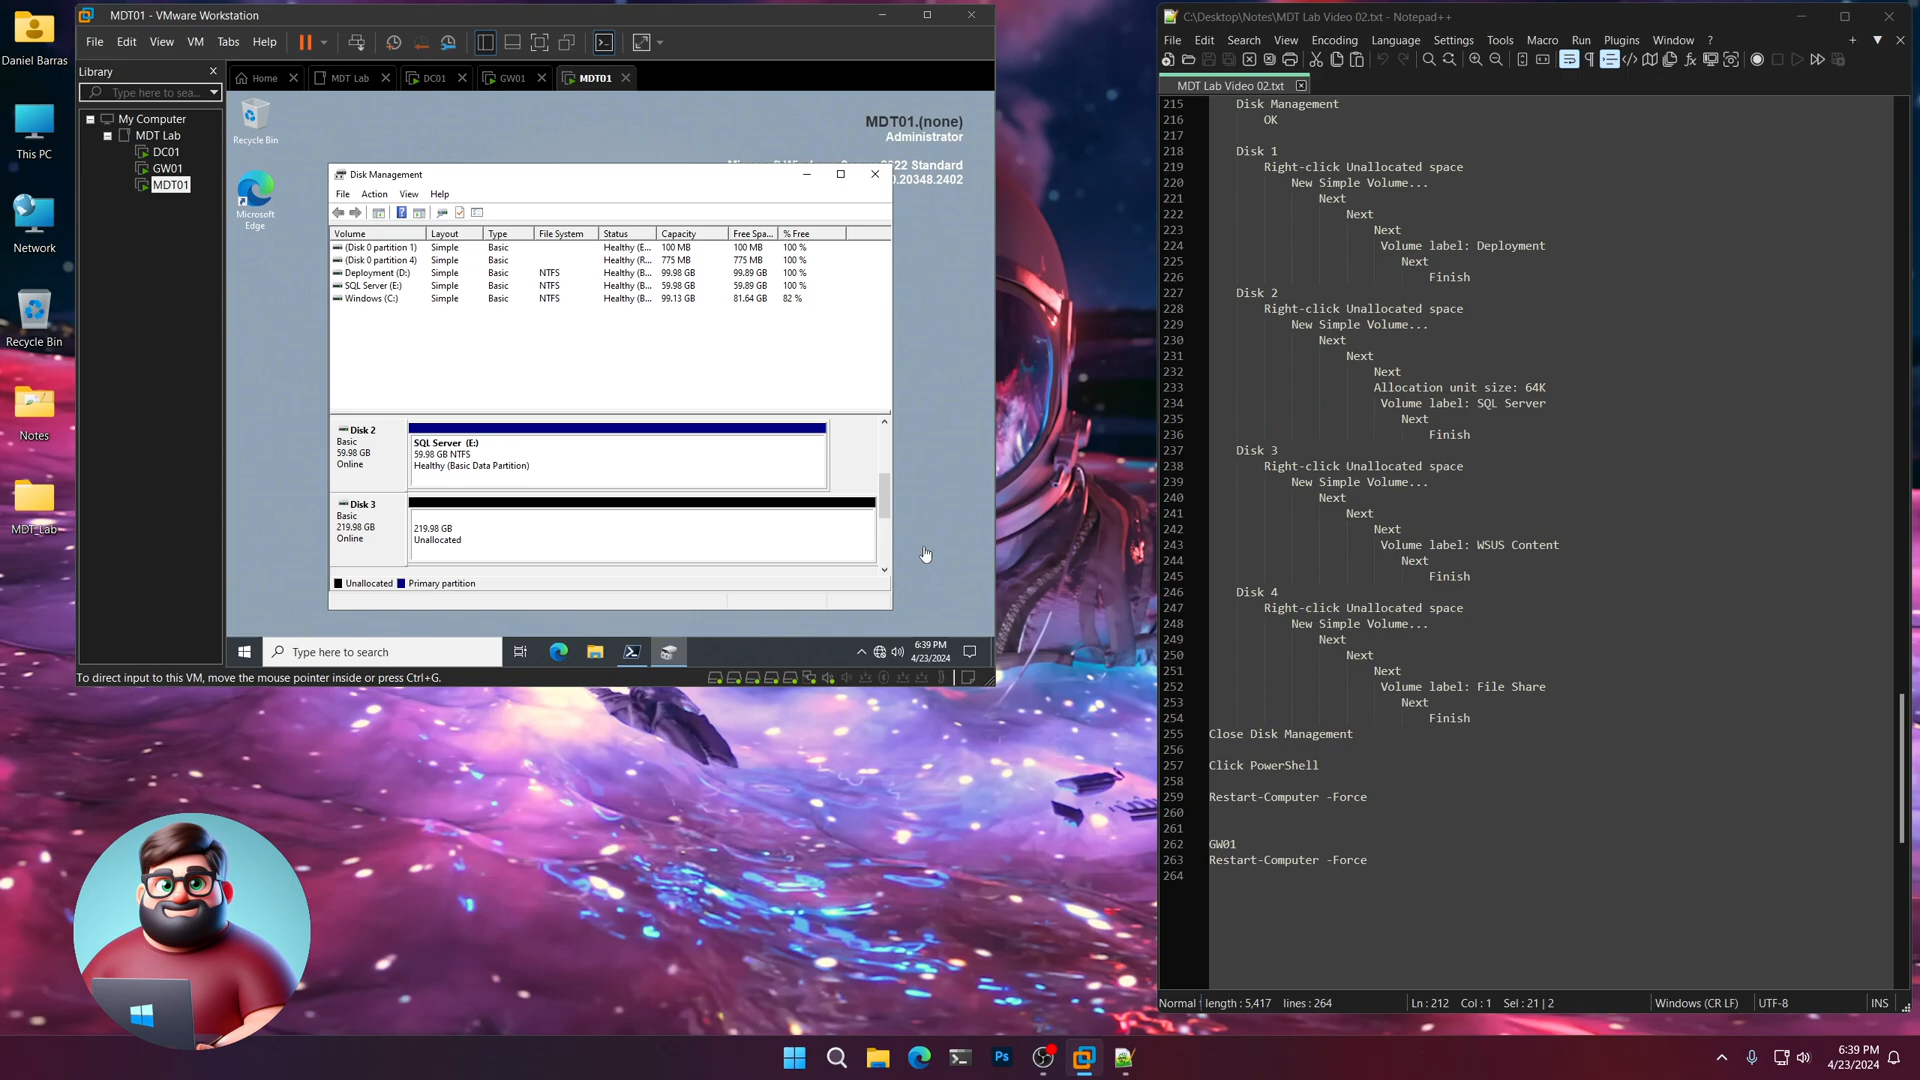 MDT01 - VMware Workstation
File Edit View VM Tabs Help
Library
Type here to sea...
My Computer
MDT Lab
DC01
GW01
MDT01
Home
MDT Lab
DC01
GW01
MDT01
Daniel Barras
This PC
Network
Recycle Bin
Notes
MDT_Lab
Recycle Bin
Microsoft
Edge
MDT01.(none)
Administrator
022 Standard
0.20348.2402
Disk Management
File Action View Help
Volume Layout Type File System Status Capacity Free Spa... % Free
(Disk 0 partition 1) Simple Basic Healthy (E... 100 MB 100 MB 100 %
(Disk 0 partition 4) Simple Basic Healthy (R... 775 MB 775 MB 100 %
Deployment (D:) Simple Basic NTFS Healthy (B... 99.98 GB 99.89 GB 100 %
SQL Server (E:) Simple Basic NTFS Healthy (B... 59.98 GB 59.89 GB 100 %
Windows (C:) Simple Basic NTFS Healthy (B... 99.13 GB 81.64 GB 82 %
Disk 2
Basic
59.98 GB
Online
SQL Server (E:)
59.98 GB NTFS
Healthy (Basic Data Partition)
Disk 3
Basic
219.98 GB
Online
219.98 GB
Unallocated
Unallocated Primary partition
Type here to search
6:39 PM
4/23/2024
To direct input to this VM, move the mouse pointer inside or press Ctrl+G.
C:\Desktop\Notes\MDT Lab Video 02.txt - Notepad++
File Edit Search View Encoding Language Settings Tools Macro Run Plugins Window ?
MDT Lab Video 02.txt
215 Disk Management
216 OK
217
218 Disk 1
219 Right-click Unallocated space
220 New Simple Volume...
221 Next
222 Next
223 Next
224 Volume label: Deployment
225 Next
226 Finish
227 Disk 2
228 Right-click Unallocated space
229 New Simple Volume...
230 Next
231 Next
232 Next
233 Allocation unit size: 64K
234 Volume label: SQL Server
235 Next
236 Finish
237 Disk 3
238 Right-click Unallocated space
239 New Simple Volume...
240 Next
241 Next
242 Next
243 Volume label: WSUS Content
244 Next
245 Finish
246 Disk 4
247 Right-click Unallocated space
248 New Simple Volume...
249 Next
250 Next
251 Next
252 Volume label: File Share
253 Next
254 Finish
255 Close Disk Management
256
257 Click PowerShell
258
259 Restart-Computer -Force
260
261
262 GW01
263 Restart-Computer -Force
264
Normal length : 5,417 lines : 264 Ln : 212 Col : 1 Sel : 21 | 2 Windows (CR LF) UTF-8 INS
Ps
6:39 PM
4/23/2024